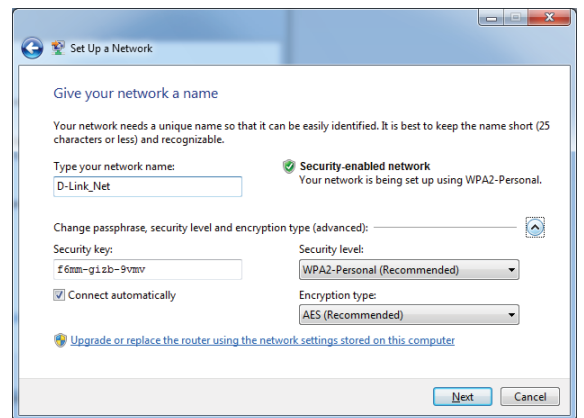 Set Up a Network
Give your network a name
Your network needs a unique name so that it can be easily identified. It is best to keep the name short (25
characters or less) and recognizable.
Type your network name:
Security-enabled network
D-Link_Net
Your network is being set up using WPA2-Personal.
Change passphrase, security level and encryption type (advanced):
Security key:
Security level:
f6mm-gizb-9vmv
WPA2-Personal (Recommended)
Connect automatically
Encryption type:
AES (Recommended)
Upgrade or replace the router using the network settings stored on this computer
Next
Cancel